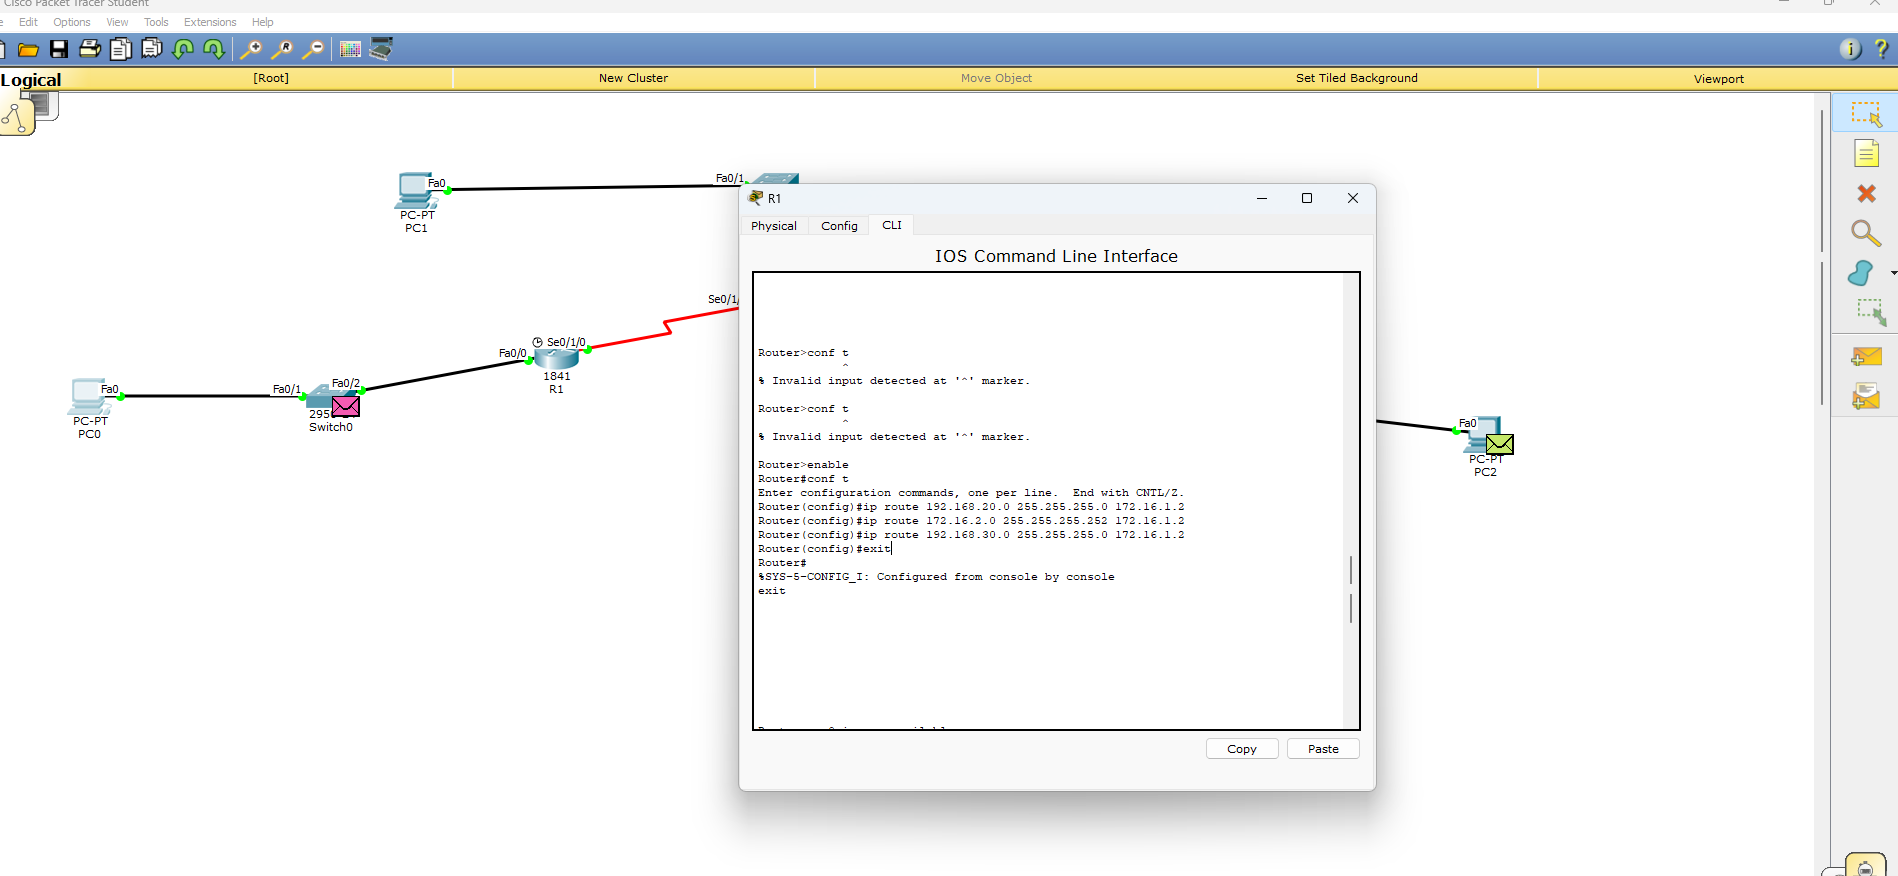 Cisco Packet Tracer Student
Edit Options View Tools Extensions Help
Logical [Root] New Cluster Move Object Set Tiled Background Viewport
Fa0 Fa0/1
PC-PT
PC1
R1
Physical Config CLI
IOS Command Line Interface
Router>conf t
^
% Invalid input detected at '^' marker.
Router>conf t
^
% Invalid input detected at '^' marker.
Router>enable
Router#conf t
Enter configuration commands, one per line.  End with CNTL/Z.
Router(config)#ip route 192.168.20.0 255.255.255.0 172.16.1.2
Router(config)#ip route 172.16.2.0 255.255.255.252 172.16.1.2
Router(config)#ip route 192.168.30.0 255.255.255.0 172.16.1.2
Router(config)#exit
Router#
%SYS-5-CONFIG_I: Configured from console by console
exit
Copy Paste
Se0/1/
Fa0/0 Se0/1/0
1841
R1
Fa0 Fa0/1 Fa0/2
PC-PT
PC0
Switch0
Fa0
PC-PT
PC2